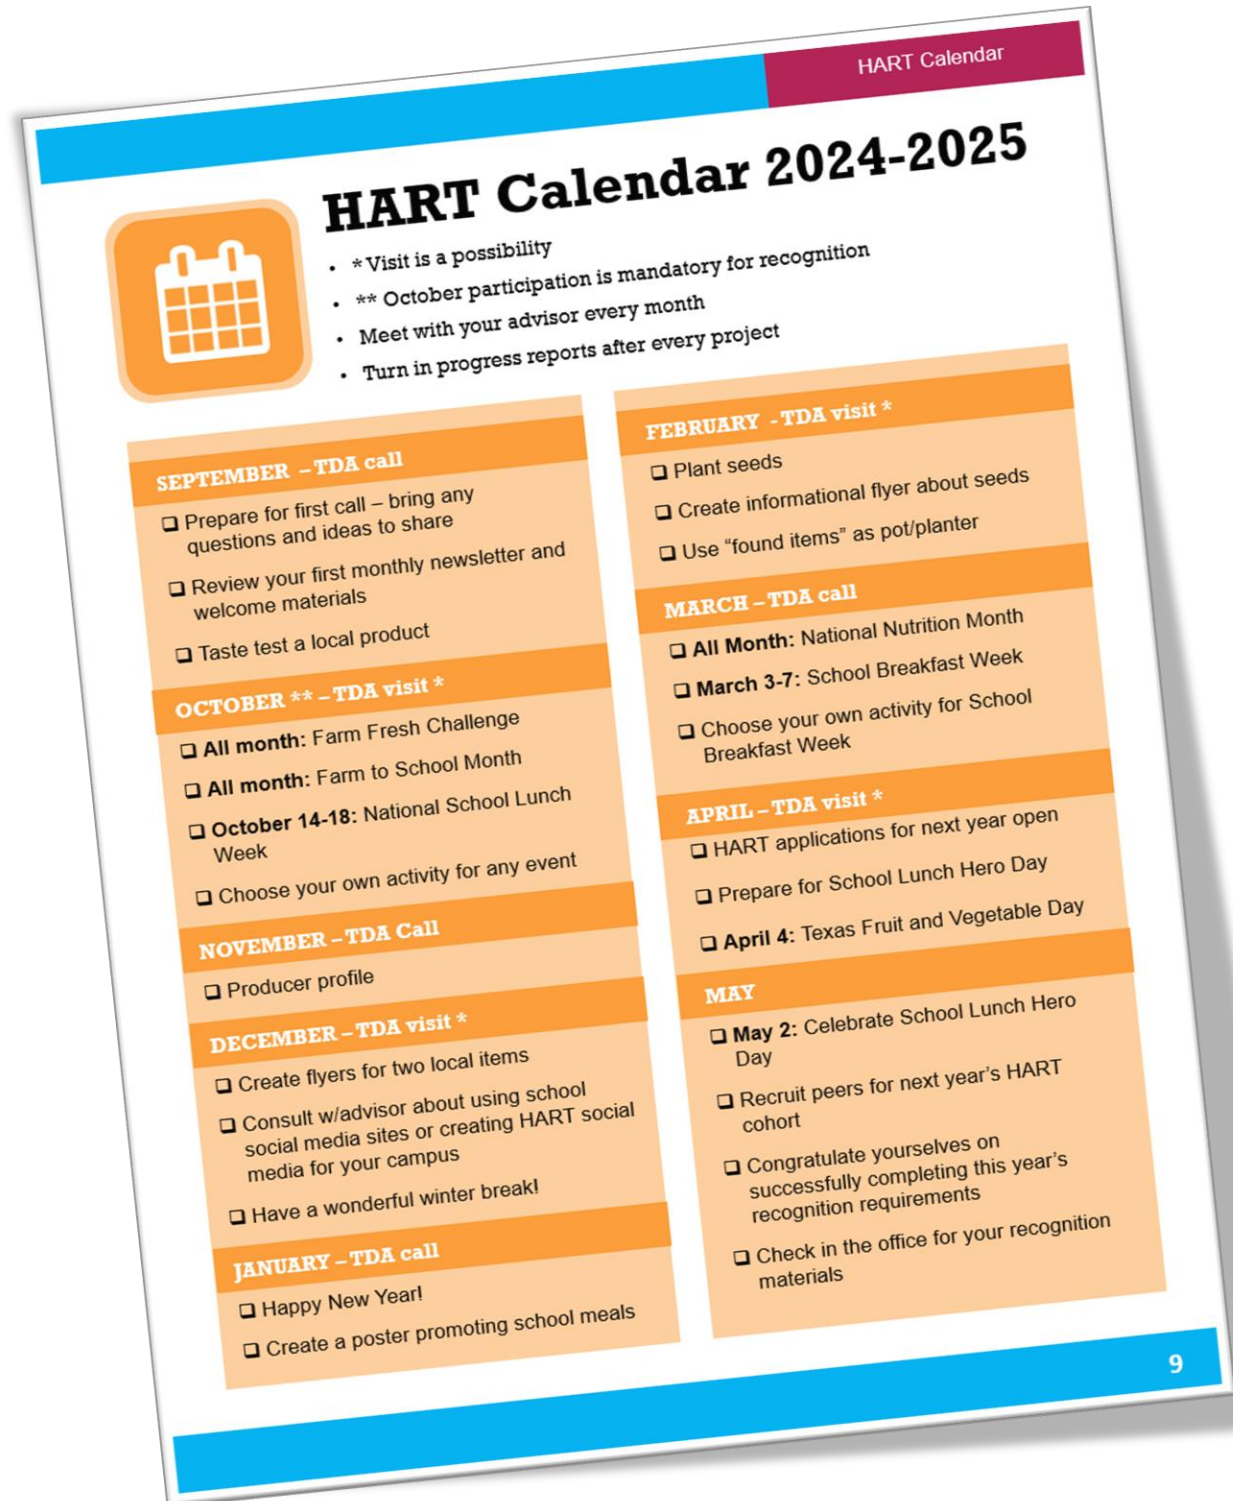 HART Calendar
HART Calendar 2024-2025
• * Visit is a possibility
• ** October participation is mandatory for recognition
• Meet with your advisor every month
• Turn in progress reports after every project
SEPTEMBER – TDA call
❑ Prepare for first call – bring any
questions and ideas to share
❑ Review your first monthly newsletter and
welcome materials
❑ Taste test a local product
OCTOBER ** – TDA visit *
❑ All month: Farm Fresh Challenge
❑ All month: Farm to School Month
❑ October 14-18: National School Lunch
Week
❑ Choose your own activity for any event
NOVEMBER – TDA Call
❑ Producer profile
DECEMBER – TDA visit *
❑ Create flyers for two local items
❑ Consult w/advisor about using school
social media sites or creating HART social
media for your campus
❑ Have a wonderful winter break!
JANUARY – TDA call
❑ Happy New Year!
❑ Create a poster promoting school meals
FEBRUARY - TDA visit *
❑ Plant seeds
❑ Create informational flyer about seeds
❑ Use “found items” as pot/planter
MARCH – TDA call
❑ All Month: National Nutrition Month
❑ March 3-7: School Breakfast Week
❑ Choose your own activity for School
Breakfast Week
APRIL – TDA visit *
❑ HART applications for next year open
❑ Prepare for School Lunch Hero Day
❑ April 4: Texas Fruit and Vegetable Day
MAY
❑ May 2: Celebrate School Lunch Hero
Day
❑ Recruit peers for next year’s HART
cohort
❑ Congratulate yourselves on
successfully completing this year’s
recognition requirements
❑ Check in the office for your recognition
materials
9